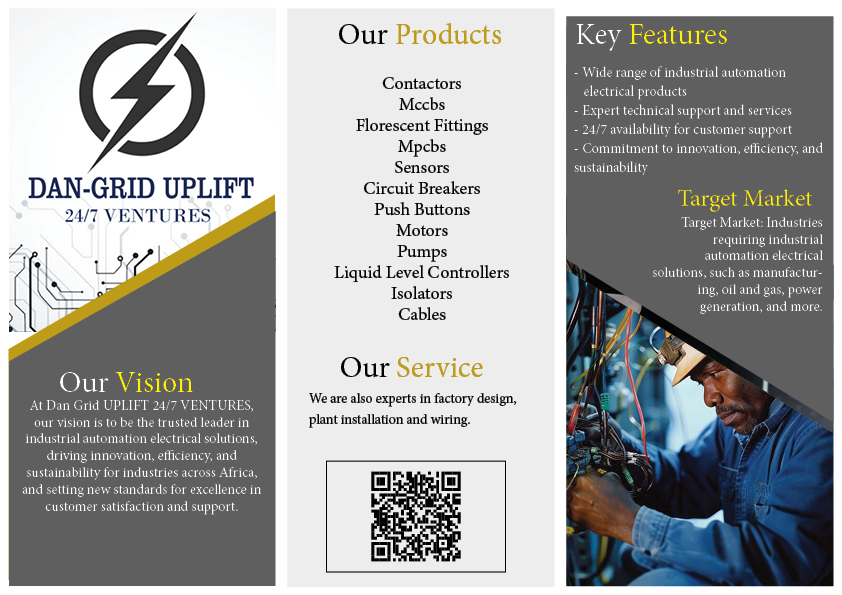 DAN-GRID UPLIFT
24/7 VENTURES
Our Vision
At Dan Grid UPLIFT 24/7 VENTURES,
our vision is to be the trusted leader in
industrial automation electrical solutions,
driving innovation, efficiency, and
sustainability for industries across Africa,
and setting new standards for excellence in
customer satisfaction and support.
Our Products
Contactors
Mccbs
Florescent Fittings
Mpcbs
Sensors
Circuit Breakers
Push Buttons
Motors
Pumps
Liquid Level Controllers
Isolators
Cables
Our Service
We are also experts in factory design,
plant installation and wiring.
Key Features
- Wide range of industrial automation
electrical products
- Expert technical support and services
- 24/7 availability for customer support
- Commitment to innovation, efficiency, and
sustainability
Target Market
Target Market: Industries
requiring industrial
automation electrical
solutions, such as manufactur-
ing, oil and gas, power
generation, and more.